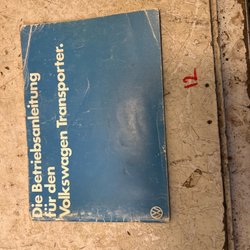 Die Betriebsanleitung
für den
Volkswagen Transporter.
12